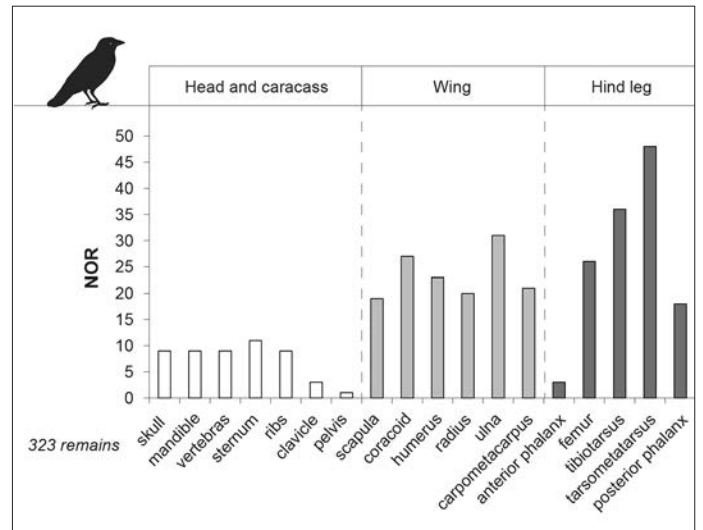 Head and caracass Wing Hind leg
NOR
50
45
40
35
30
25
20
15
10
5
0
skull
mandible
vertebras
sternum
ribs
clavicle
pelvis
scapula
coracoid
humerus
radius
ulna
carpometacarpus
anterior phalanx
femur
tibiotarsus
tarsometatarsus
posterior phalanx
323 remains